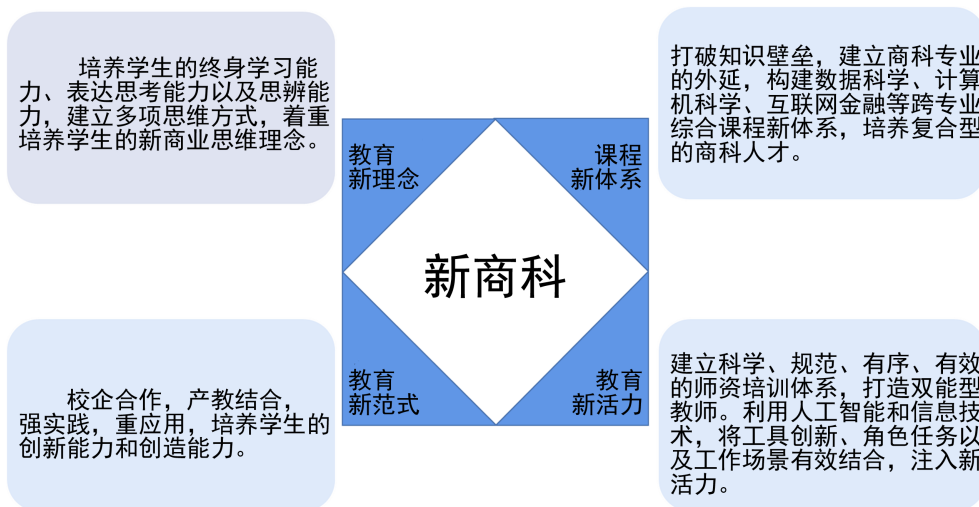 培养学生的终身学习能
力、表达思考能力以及思辨能
力，建立多项思维方式，着重
培养学生的新商业思维理念。
打破知识壁垒，建立商科专业
的外延，构建数据科学、计算
机科学、互联网金融等跨专业
综合课程新体系，培养复合型
的商科人才。
教育
新理念
课程
新体系
新商科
教育
新范式
教育
新活力
校企合作，产教结合，
强实践，重应用，培养学生的
创新能力和创造能力。
建立科学、规范、有序、有效
的师资培训体系，打造双能型
教师。利用人工智能和信息技
术，将工具创新、角色任务以
及工作场景有效结合，注入新
活力。